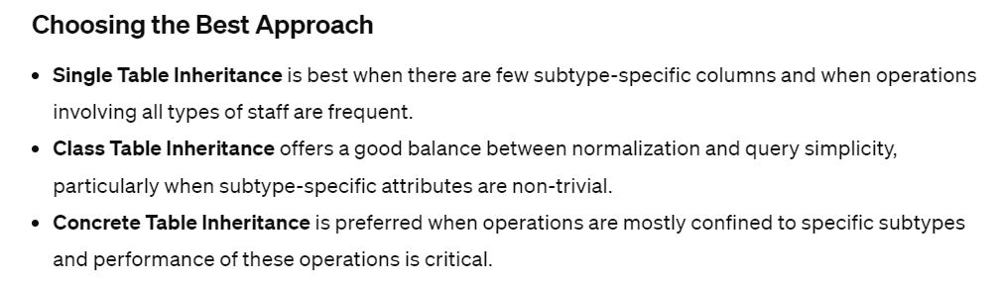 Choosing the Best Approach
• Single Table Inheritance is best when there are few subtype-specific columns and when operations
involving all types of staff are frequent.
• Class Table Inheritance offers a good balance between normalization and query simplicity,
particularly when subtype-specific attributes are non-trivial.
• Concrete Table Inheritance is preferred when operations are mostly confined to specific subtypes
and performance of these operations is critical.